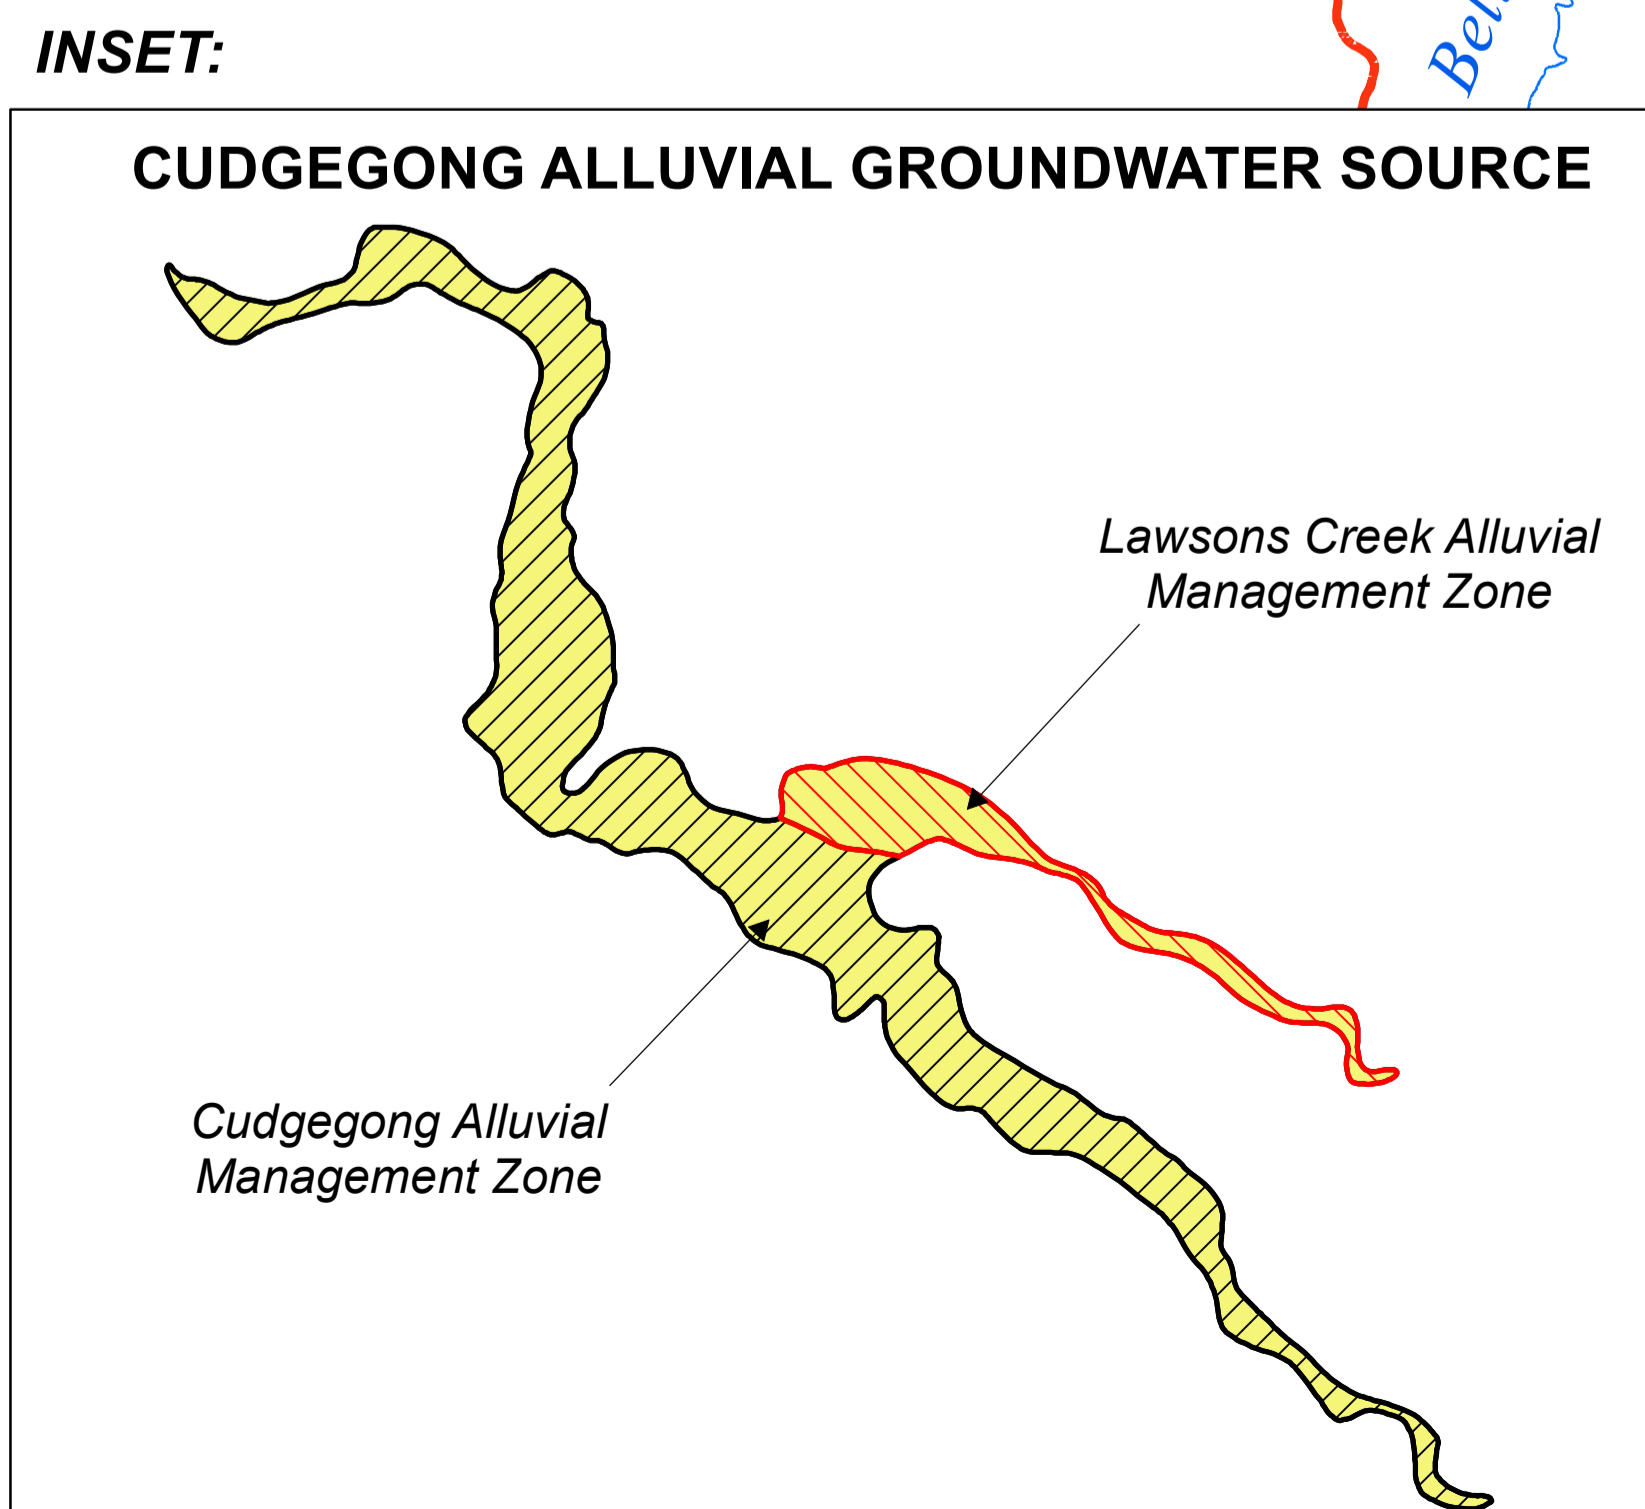 INSET:
CUDGEGONG ALLUVIAL GROUNDWATER SOURCE
Lawsons Creek Alluvial
Management Zone
Cudgegong Alluvial
Management Zone